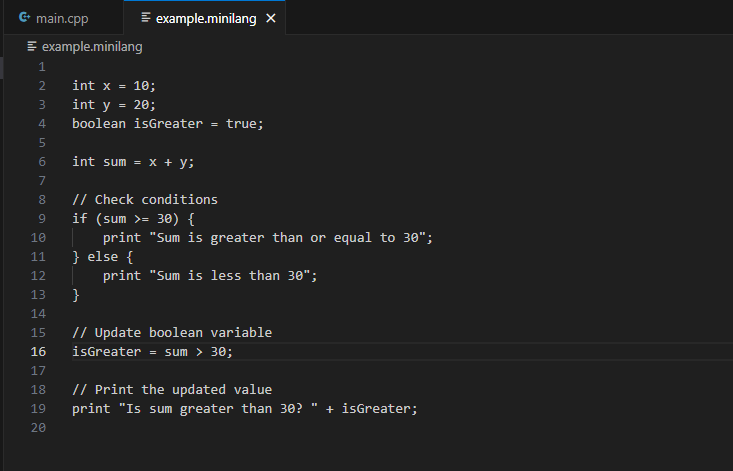 main.cpp
example.minilang
example.minilang
1
2 int x = 10;
3 int y = 20;
4 boolean isGreater = true;
5
6 int sum = x + y;
7
8 // Check conditions
9 if (sum >= 30) {
10     print "Sum is greater than or equal to 30";
11 } else {
12     print "Sum is less than 30";
13 }
14
15 // Update boolean variable
16 isGreater = sum > 30;
17
18 // Print the updated value
19 print "Is sum greater than 30? " + isGreater;
20